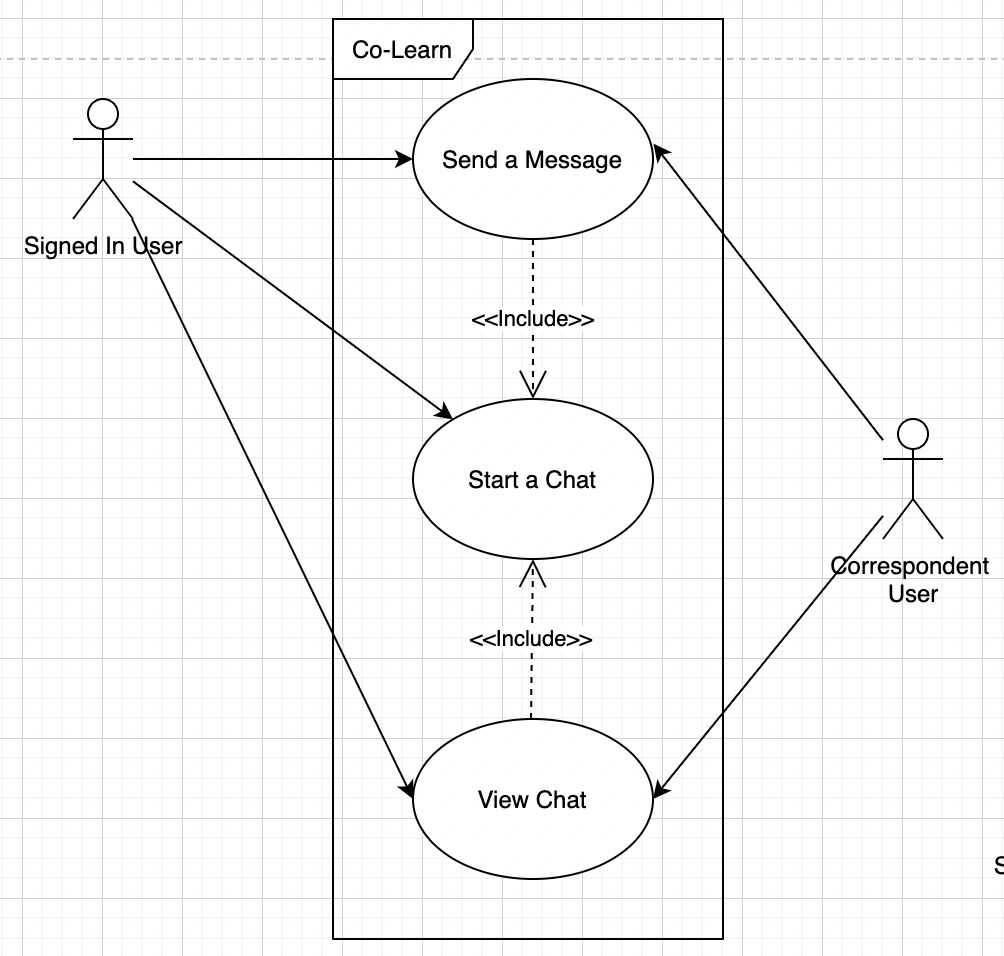 Co-Learn
Send a Message
Signed In User
<<Include>>
Start a Chat
Correspondent
User
<<Include>>
View Chat
S